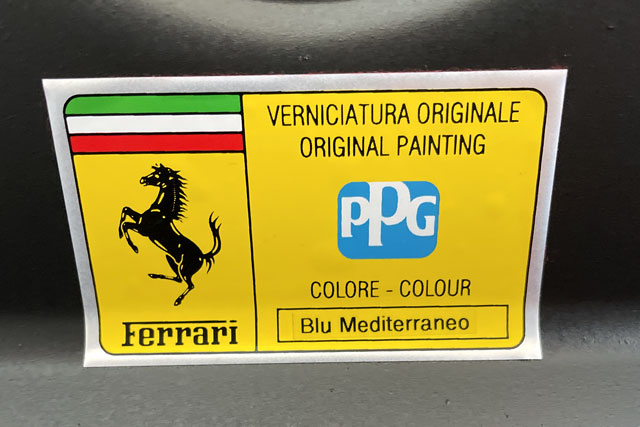 VERNICIATURA ORIGINALE
ORIGINAL PAINTING
PPG
COLORE - COLOUR
Blu Mediterraneo
Ferrari